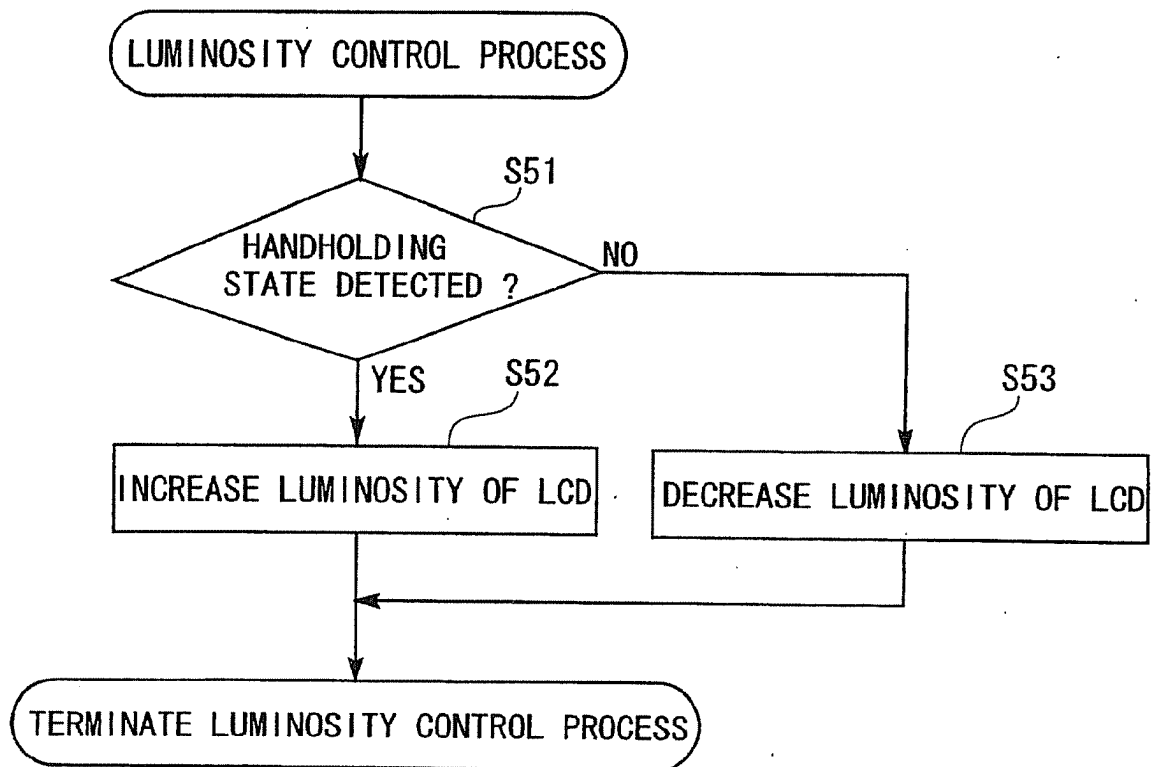 LUMINOSITY CONTROL PROCESS
S51
HANDHOLDING
STATE DETECTED ?
NO
YES
S52
S53
INCREASE LUMINOSITY OF LCD
DECREASE LUMINOSITY OF LCD
TERMINATE LUMINOSITY CONTROL PROCESS